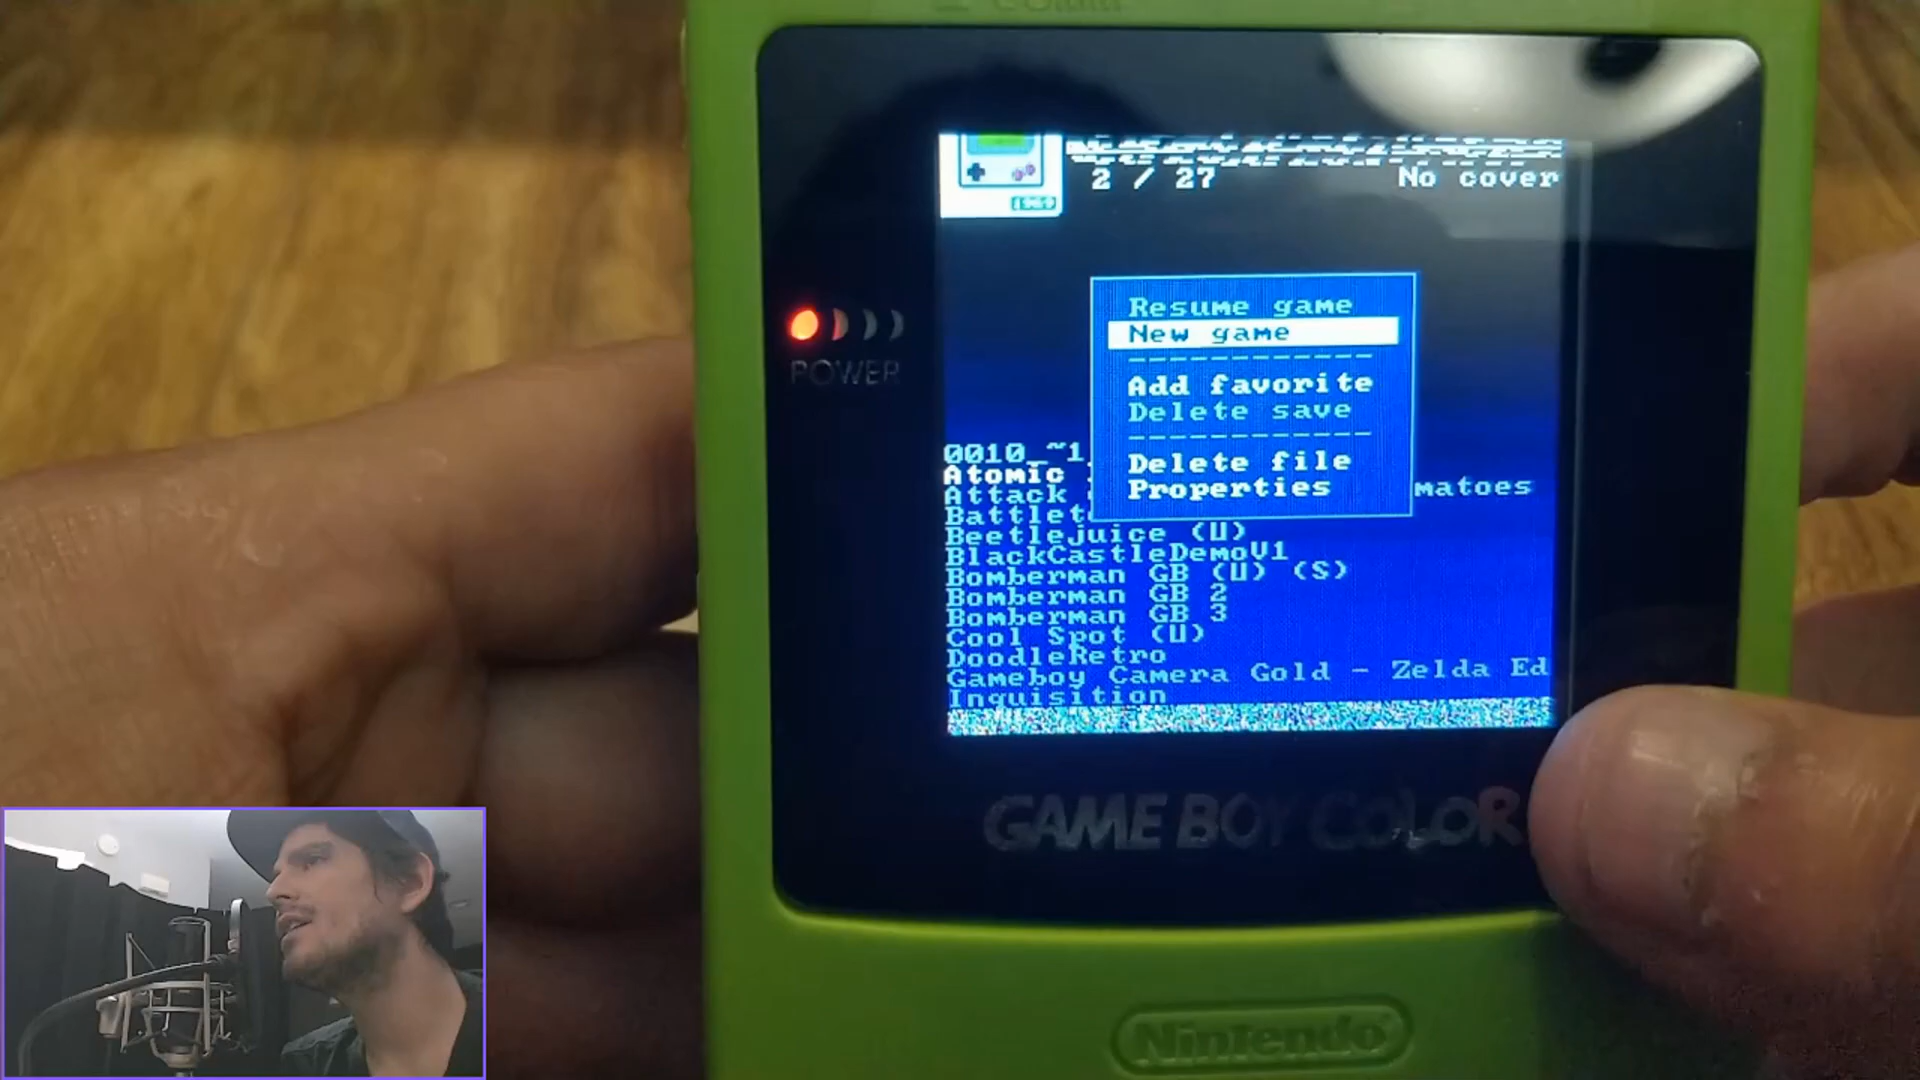 2 / 27 No cover
1989
Resume game
New game
Add favorite
Delete save
Delete file
Properties
POWER
0010_~1
Atomic
Attack matoes
Battlet
Beetlejuice (U)
BlackCastleDemoV1
Bomberman GB (U) (S)
Bomberman GB 2
Bomberman GB 3
Cool Spot (U)
DoodleRetro
Gameboy Camera Gold - Zelda Ed
Inquisition
GAME BOY COLOR
Nintendo